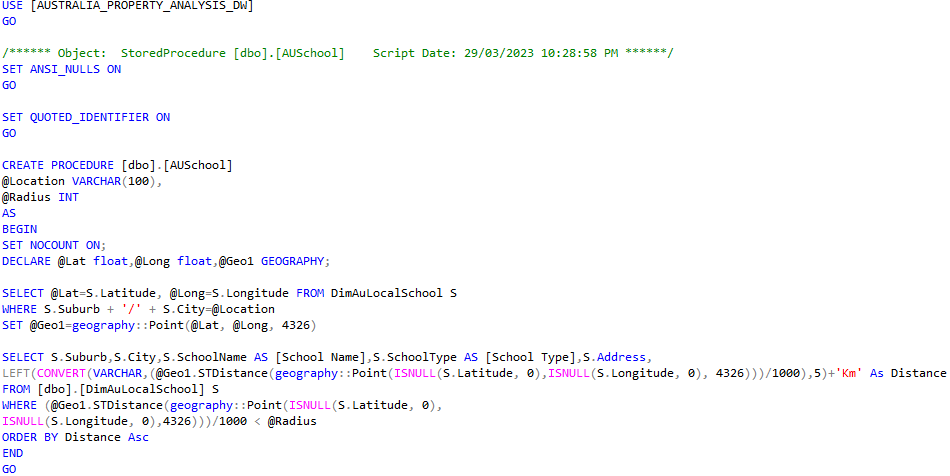 USE [AUSTRALIA_PROPERTY_ANALYSIS_DW]
GO
/****** Object:  StoredProcedure [dbo].[AUSchool]    Script Date: 29/03/2023 10:28:58 PM ******/
SET ANSI_NULLS ON
GO
SET QUOTED_IDENTIFIER ON
GO
CREATE PROCEDURE [dbo].[AUSchool]
@Location VARCHAR(100),
@Radius INT
AS
BEGIN
SET NOCOUNT ON;
DECLARE @Lat float,@Long float,@Geo1 GEOGRAPHY;
SELECT @Lat=S.Latitude, @Long=S.Longitude FROM DimAuLocalSchool S
WHERE S.Suburb + '/' + S.City=@Location
SET @Geo1=geography::Point(@Lat, @Long, 4326)
SELECT S.Suburb,S.City,S.SchoolName AS [School Name],S.SchoolType AS [School Type],S.Address,
LEFT(CONVERT(VARCHAR,(@Geo1.STDistance(geography::Point(ISNULL(S.Latitude, 0),ISNULL(S.Longitude, 0), 4326)))/1000),5)+'Km' As Distance
FROM [dbo].[DimAuLocalSchool] S
WHERE (@Geo1.STDistance(geography::Point(ISNULL(S.Latitude, 0),
ISNULL(S.Longitude, 0),4326)))/1000 < @Radius
ORDER BY Distance Asc
END
GO